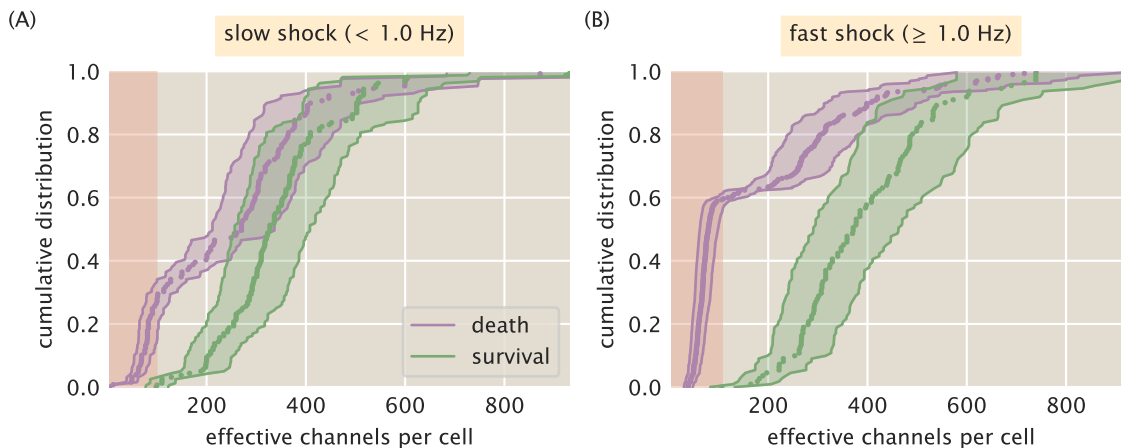 (A)
slow shock (< 1.0 Hz)
cumulative distribution
1.0
0.8
0.6
0.4
0.2
0.0
200 400 600 800
effective channels per cell
death
survival
(B)
fast shock (≥ 1.0 Hz)
cumulative distribution
1.0
0.8
0.6
0.4
0.2
0.0
200 400 600 800
effective channels per cell